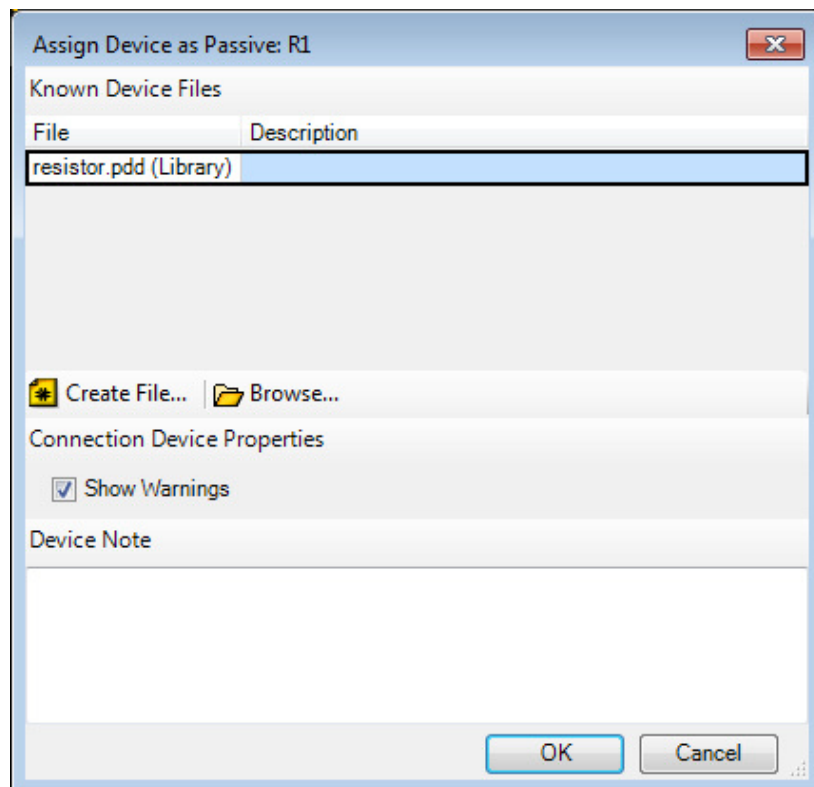 Assign Device as Passive: R1
Known Device Files
File Description
resistor.pdd (Library)
Create File... Browse...
Connection Device Properties
Show Warnings
Device Note
OK Cancel